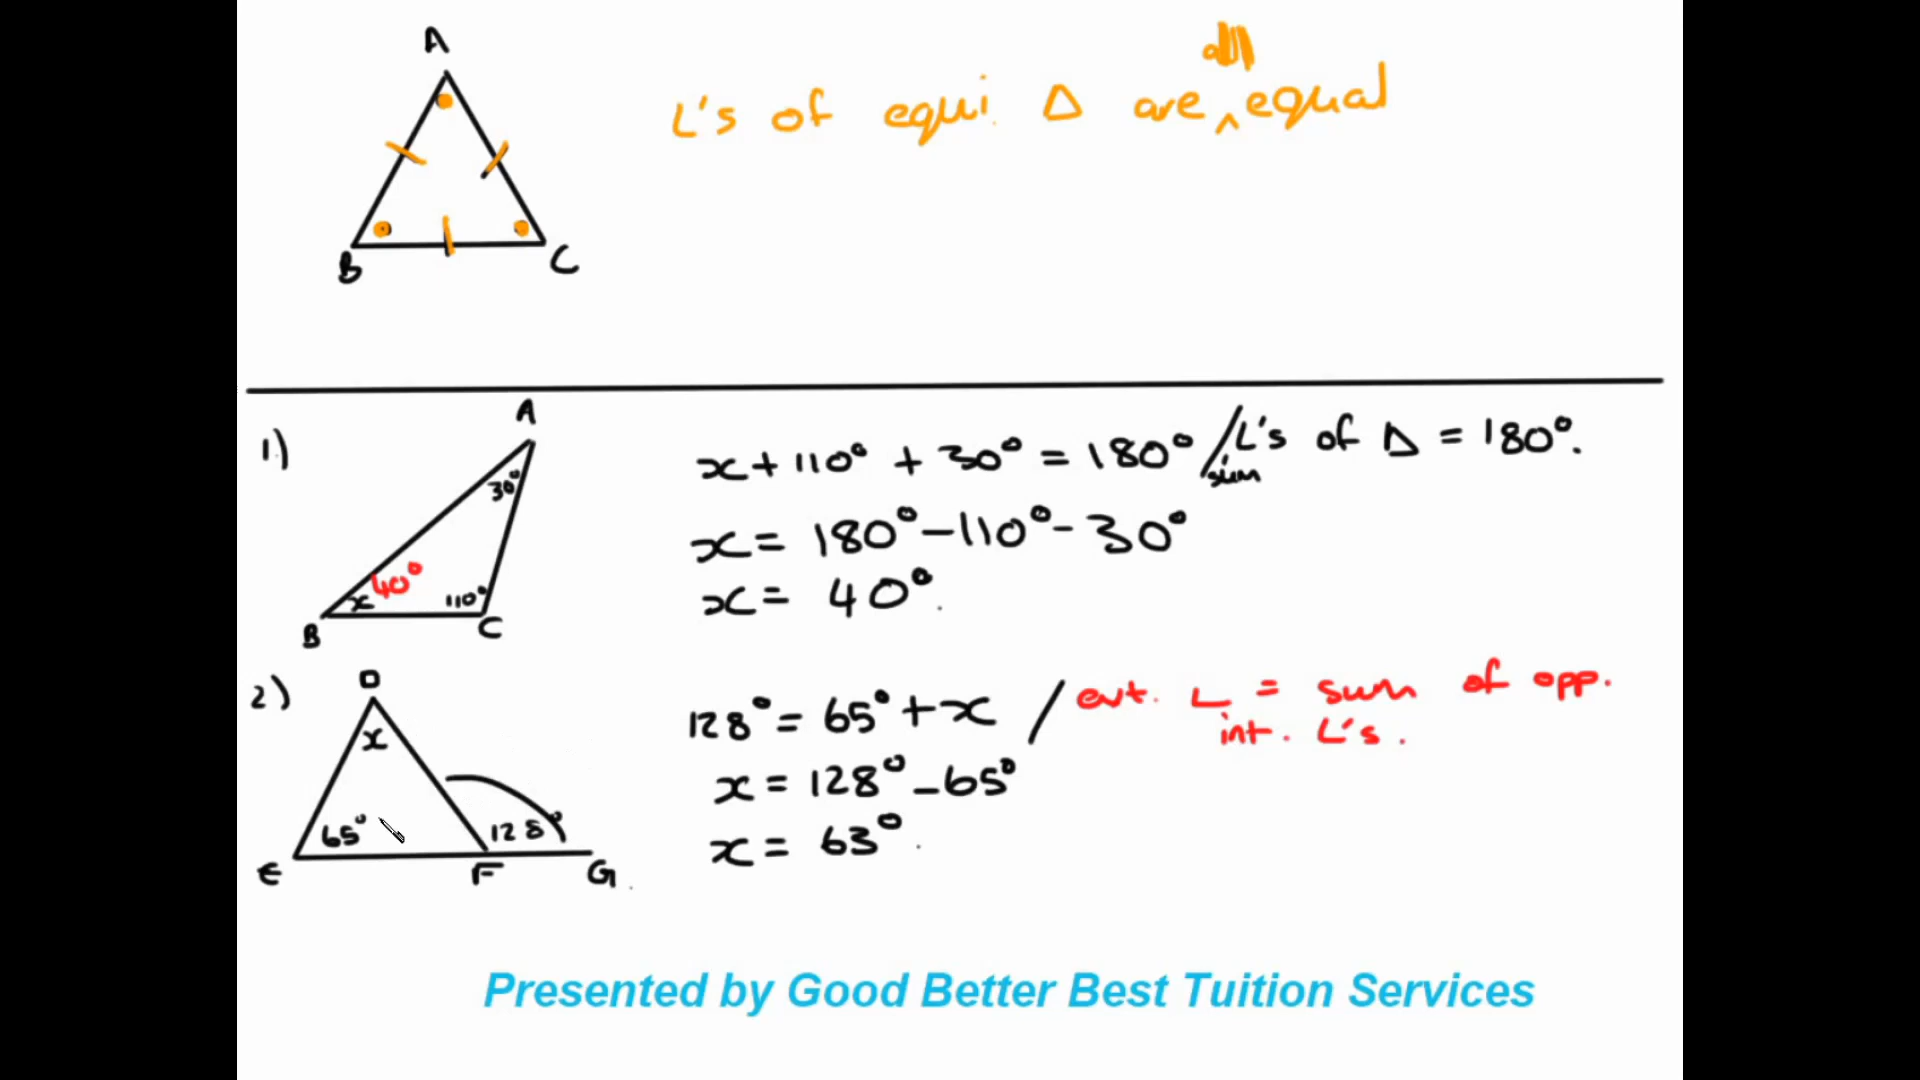 A
all
L's of equi. Δ are ^ equal
B
C
1)
A
30°
40°
x
110°
B
C
x + 110° + 30° = 180° / L's of Δ = 180°.
sum
x = 180° - 110° - 30°
x = 40°.
2)
D
x
65°
128°
E
F
G
128° = 65° + x / ext. L = sum of opp.
int. L's.
x = 128° - 65°
x = 63°.
Presented by Good Better Best Tuition Services